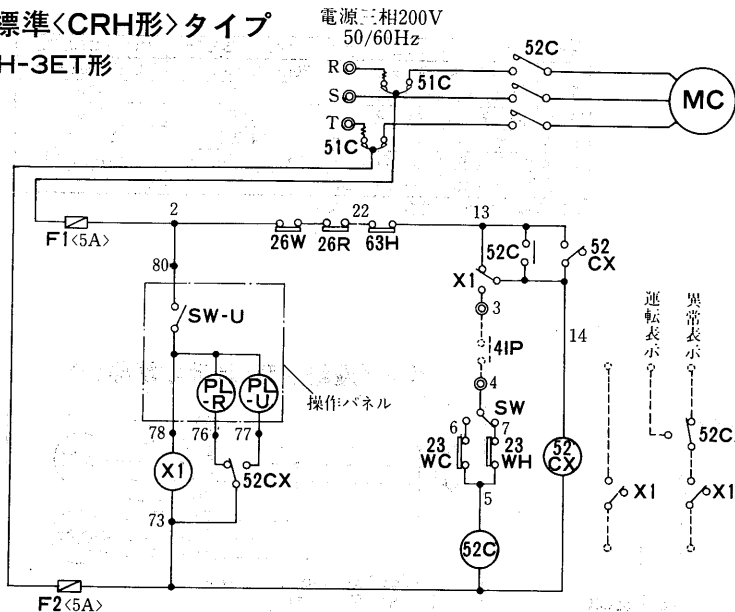 標準<CRH形>タイプ
H-3ET形
電源三相200V
50/60Hz
52C
R
51C
S
MC
T
51C
2
22
13
F1<5A>
26W
26R
63H
52C
52
CX
80
X1
SW-U
3
14
運転表示
異常表示
41P
4
PL
-R
PL
-U
操作パネル
SW
78
76
77
6
7
23
WC
23
WH
52
CX
52C
X1
52CX
X1
X1
5
73
52C
F2<5A>